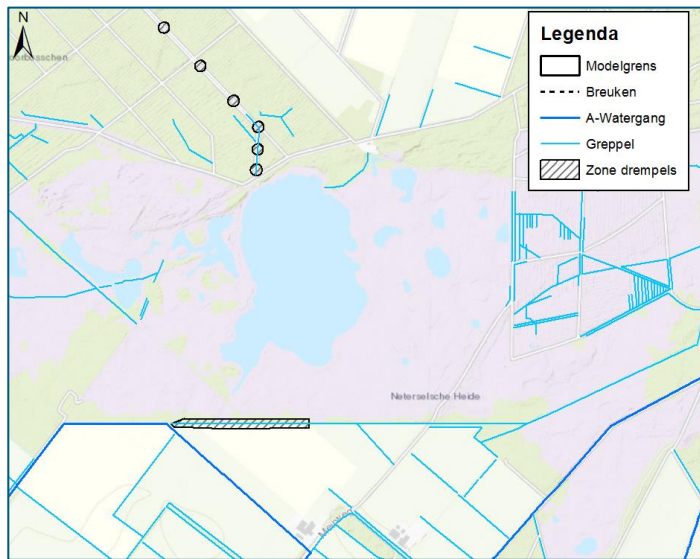 N
Legenda
Modelgrens
Breuken
A-Watergang
Greppel
Zone drempels
Neterselsche Heide